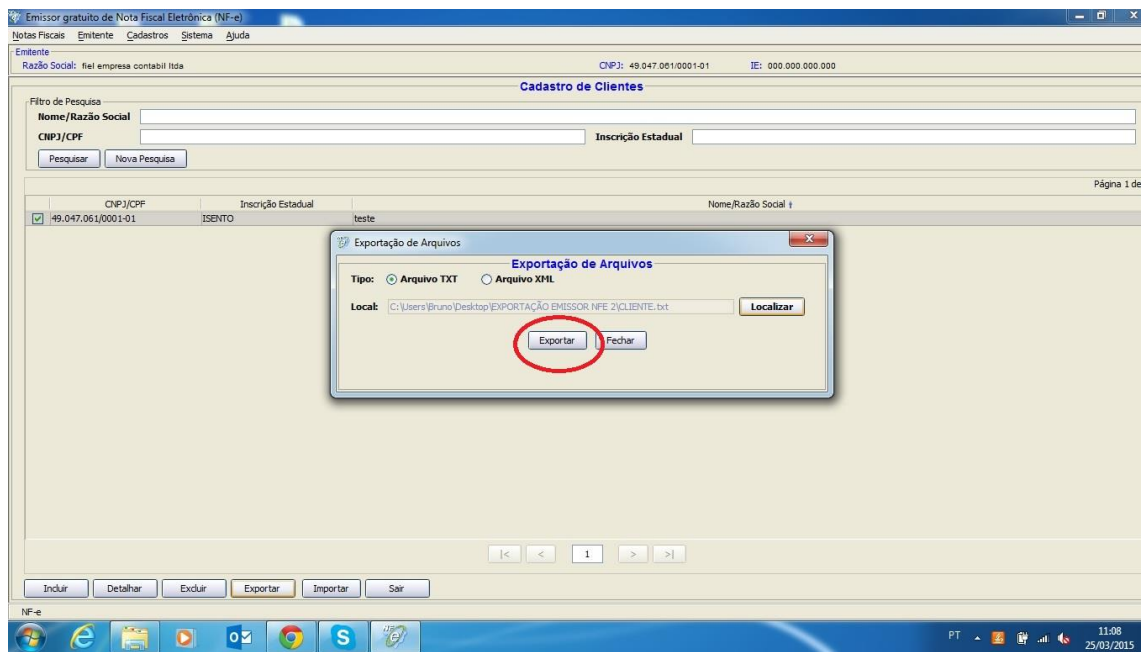 Emissor gratuito de Nota Fiscal Eletrônica (NF-e)
Notas Fiscais Emitente Cadastros Sistema Ajuda
Emitente
Razão Social: fiel empresa contabil ltda CNPJ: 49.047.061/0001-01 IE: 000.000.000.000
Cadastro de Clientes
Filtro de Pesquisa
Nome/Razão Social
CNPJ/CPF Inscrição Estadual
Pesquisar Nova Pesquisa
Página 1 de
CNPJ/CPF Inscrição Estadual Nome/Razão Social
49.047.061/0001-01 ISENTO teste
Exportação de Arquivos
Exportação de Arquivos
Tipo: Arquivo TXT Arquivo XML
Local: C:\Users\Bruno\Desktop\EXPORTAÇÃO EMISSOR NFE 2\CLIENTE.txt Localizar
Exportar Fechar
|< < 1 > >|
Incluir Detalhar Excluir Exportar Importar Sair
NF-e
PT 11:08
25/03/2015